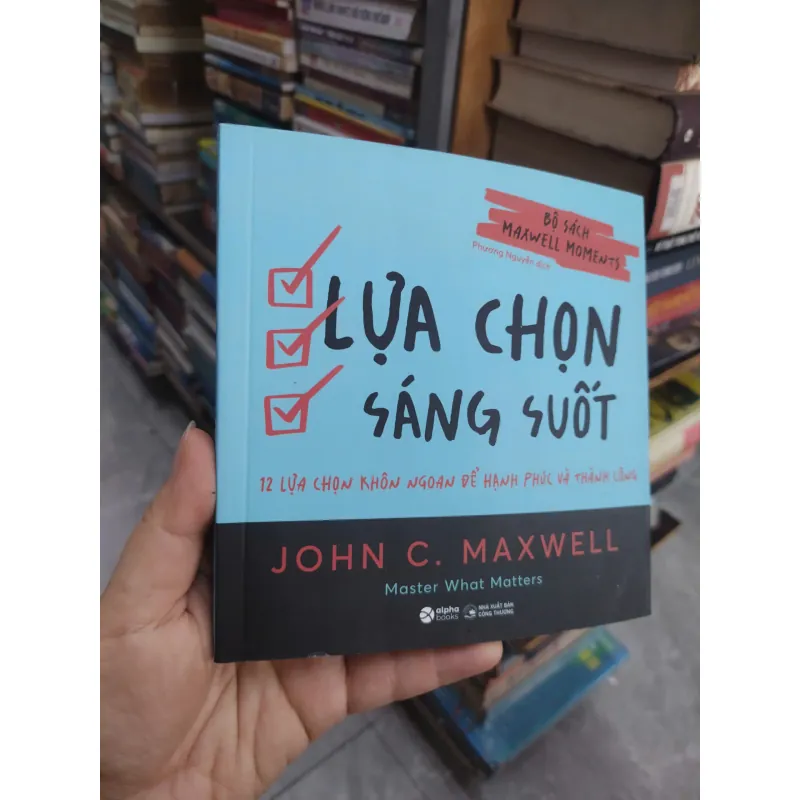 BỘ SÁCH
MAXWELL MOMENTS
Phương Nguyễn dịch
LỰA CHỌN
SÁNG SUỐT
12 LỰA CHỌN KHÔN NGOAN ĐỂ HẠNH PHÚC VÀ THÀNH CÔNG
JOHN C. MAXWELL
Master What Matters
alpha
books
NHÀ XUẤT BẢN
CÔNG THƯƠNG